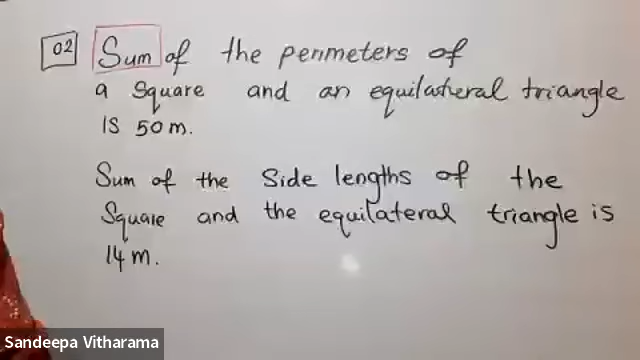 02 Sum of the perimeters of
a square and an equilateral triangle
is 50 m.
Sum of the Side lengths of the
Square and the equilateral triangle is
14 m.
Sandeepa Vitharama